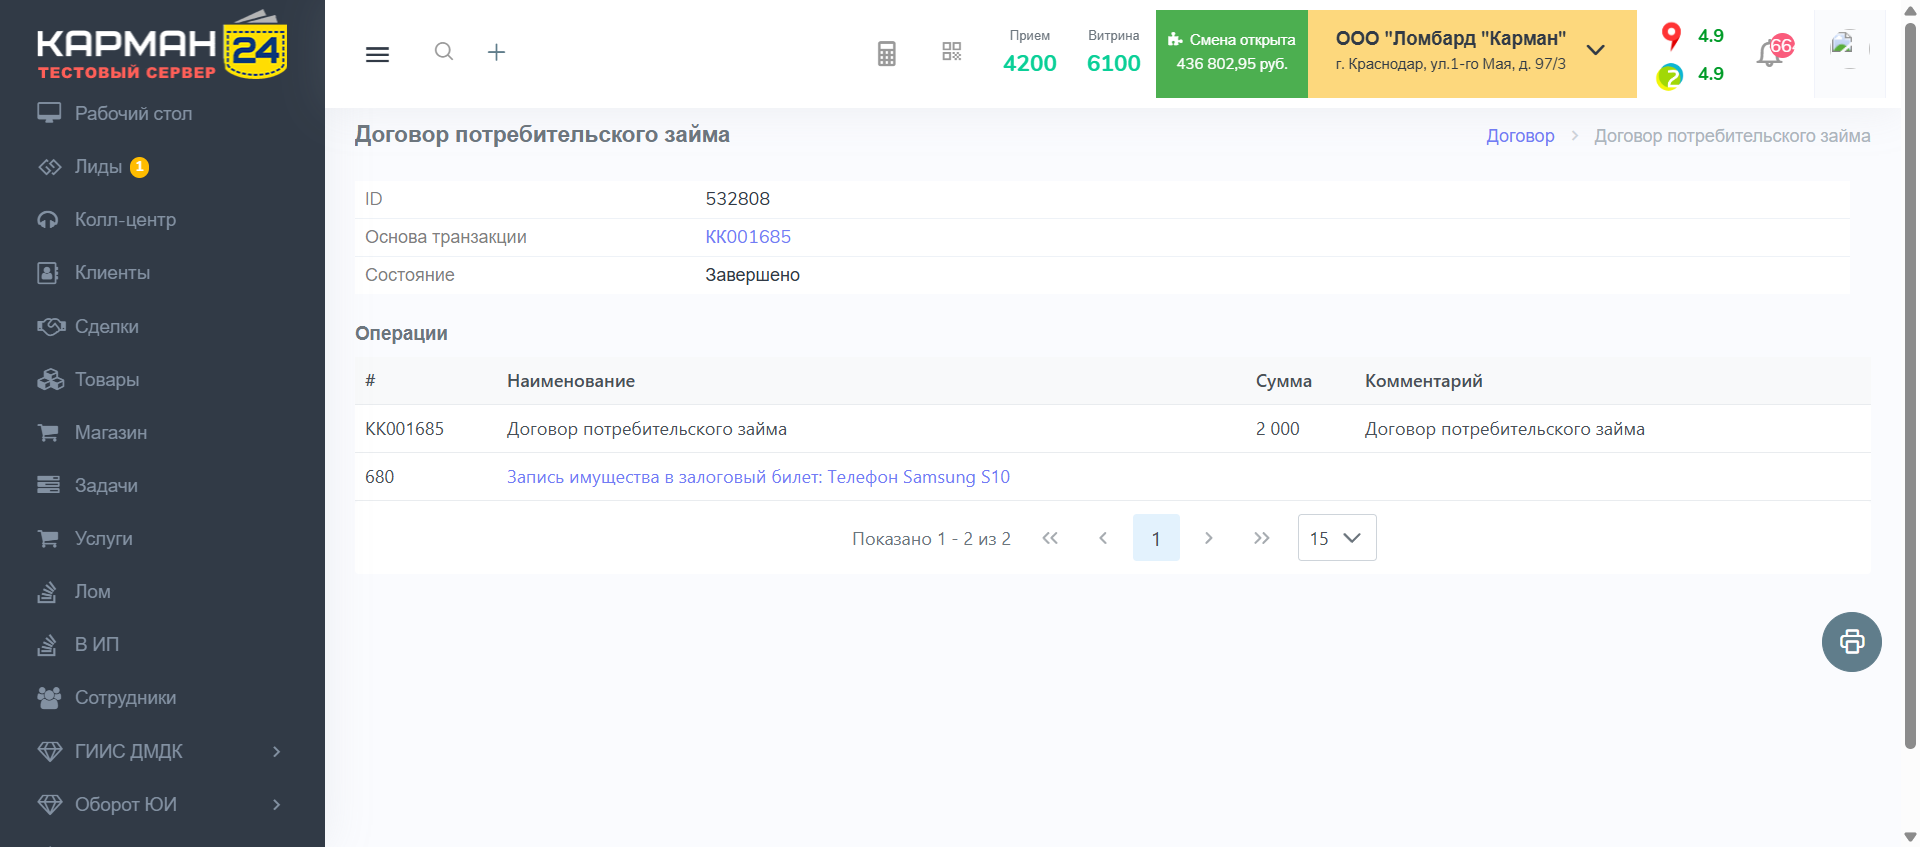 КАРМАН 24
ТЕСТОВЫЙ СЕРВЕР
Рабочий стол
Лиды 1
Колл-центр
Клиенты
Сделки
Товары
Магазин
Задачи
Услуги
Лом
В ИП
Сотрудники
ГИИС ДМДК
Оборот ЮИ
Прием
4200
Витрина
6100
Смена открыта
436 802,95 руб.
ООО "Ломбард "Карман"
г. Краснодар, ул.1-го Мая, д. 97/3
4.9
4.9
Договор потребительского займа
Договор > Договор потребительского займа
ID 532808
Основа транзакции КК001685
Состояние Завершено
Операции
# Наименование Сумма Комментарий
КК001685 Договор потребительского займа 2 000 Договор потребительского займа
680 Запись имущества в залоговый билет: Телефон Samsung S10
Показано 1 - 2 из 2 1 15